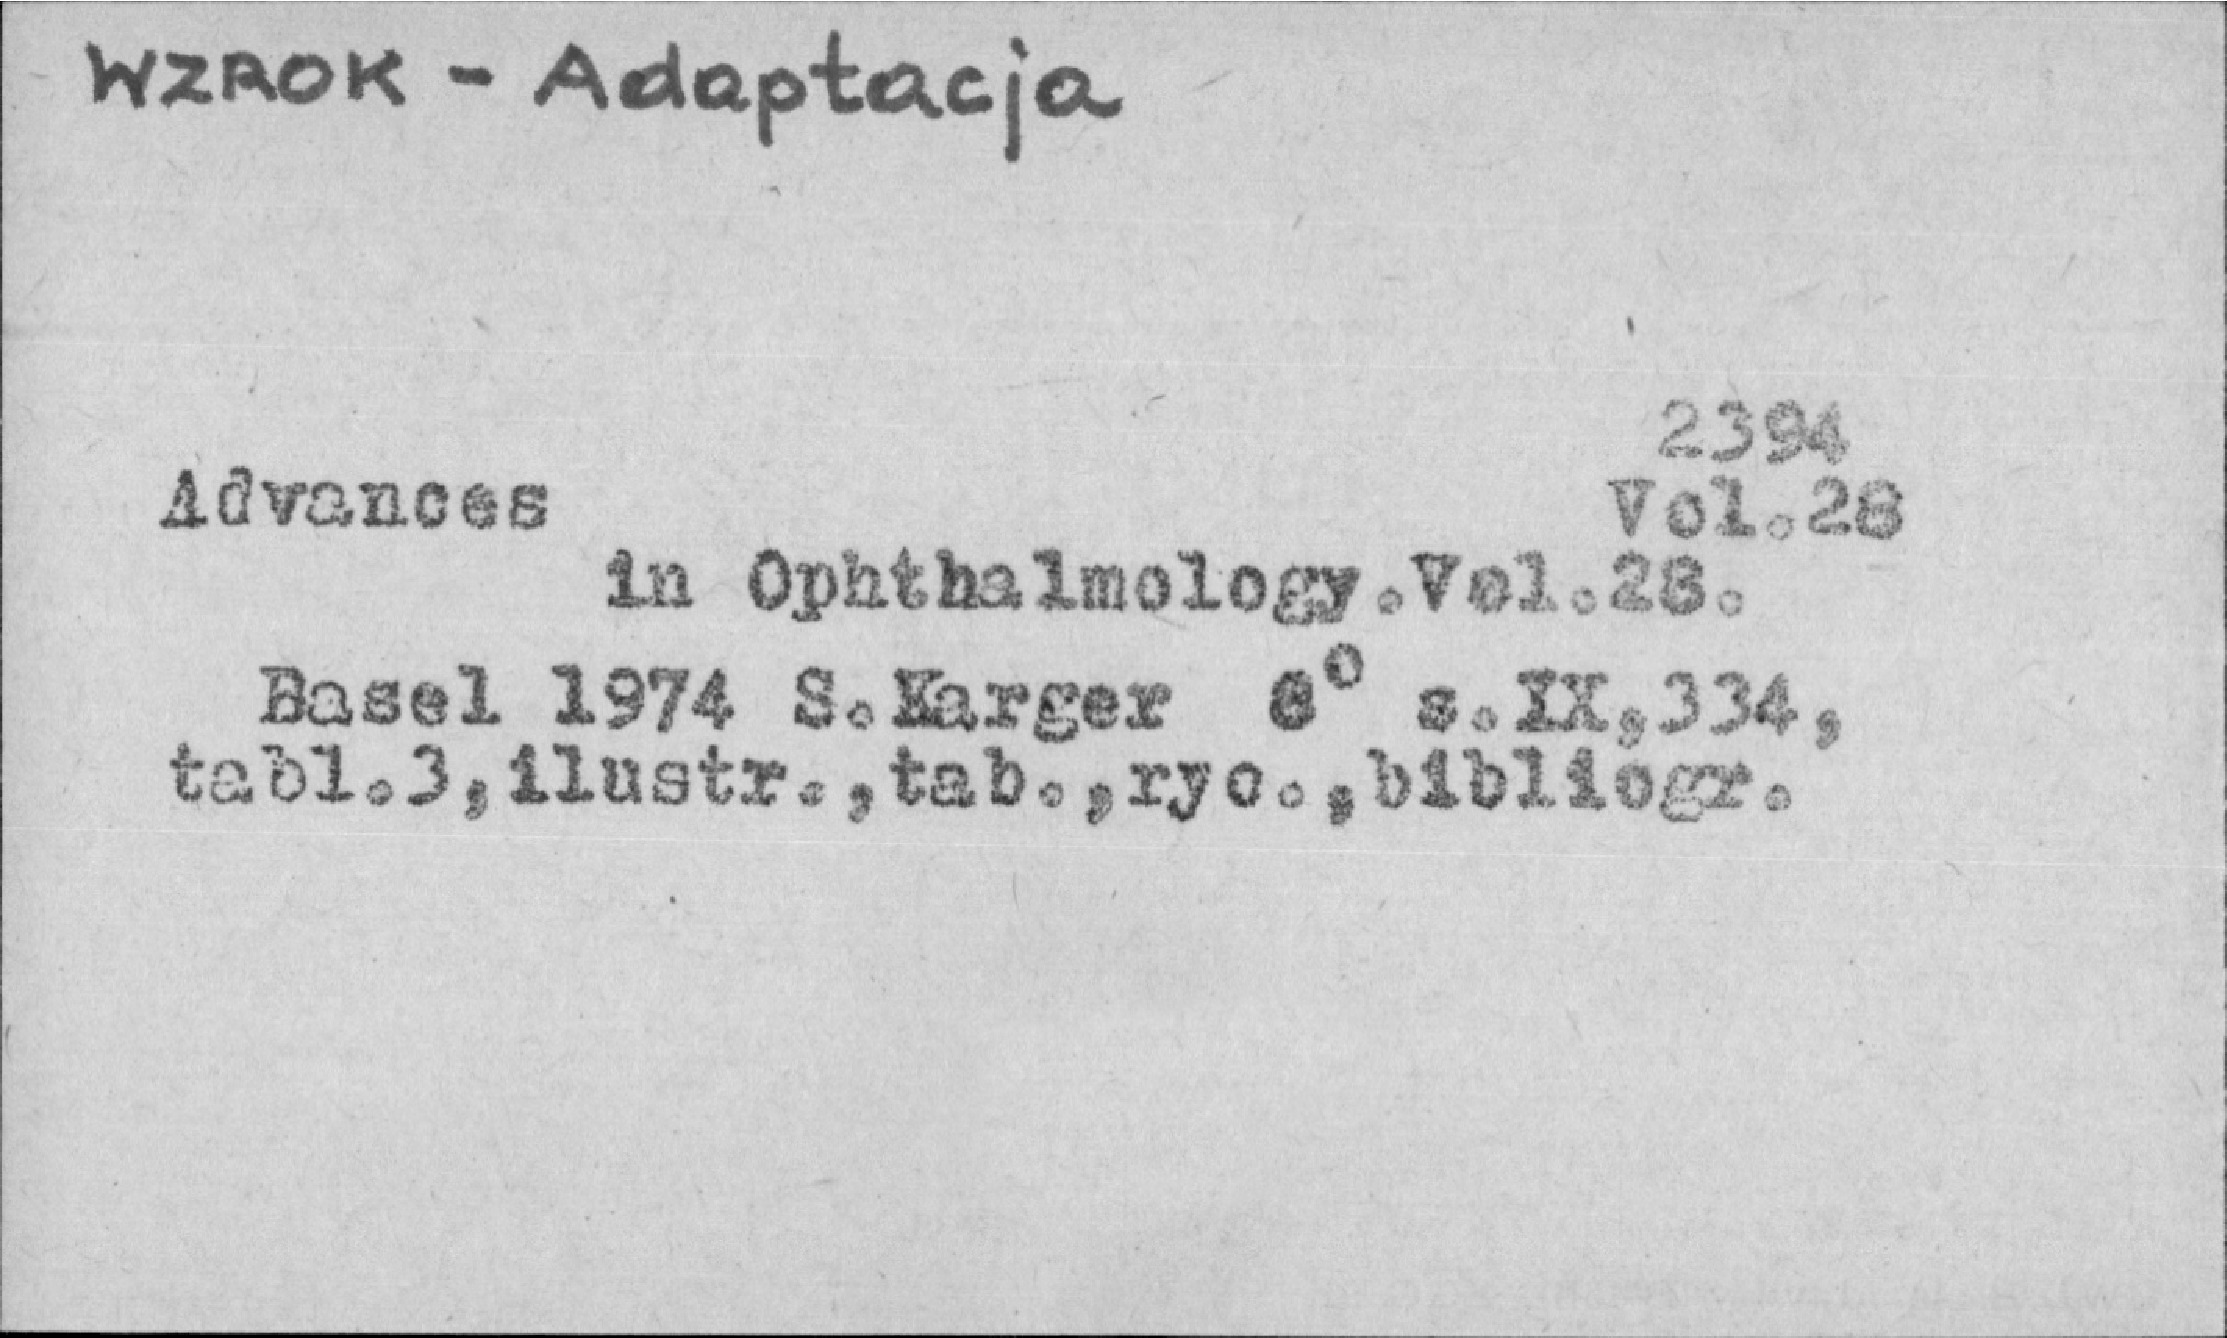 WZROK - Adaptacja
2394
Advances Vol.28
in Ophthalmology.Vol.28.
Basel 1974 S.Karger 8° s.IX,334,
tabl.3,ilustr.,tab.,ryc.,bibliogr.